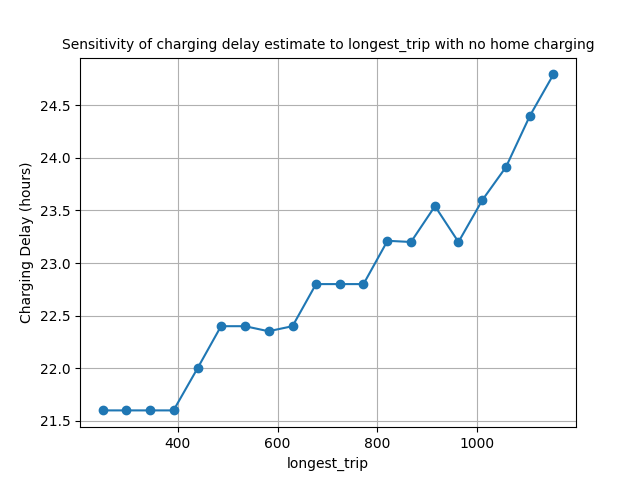 Sensitivity of charging delay estimate to longest_trip with no home charging
24.5
24.0
23.5
23.0
22.5
22.0
21.5
Charging Delay (hours)
400 600 800 1000
longest_trip